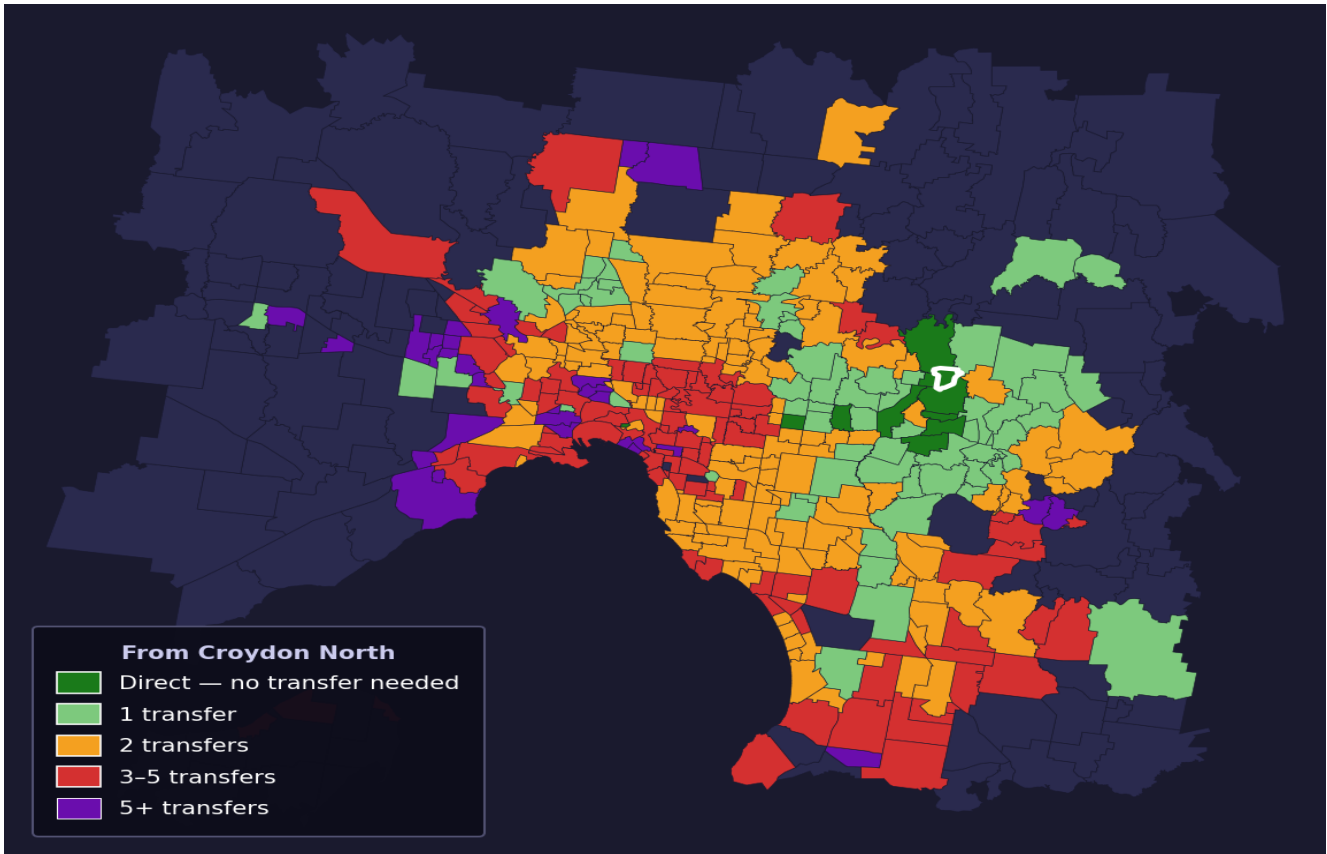 From Croydon North
Direct — no transfer needed
1 transfer
2 transfers
3–5 transfers
5+ transfers